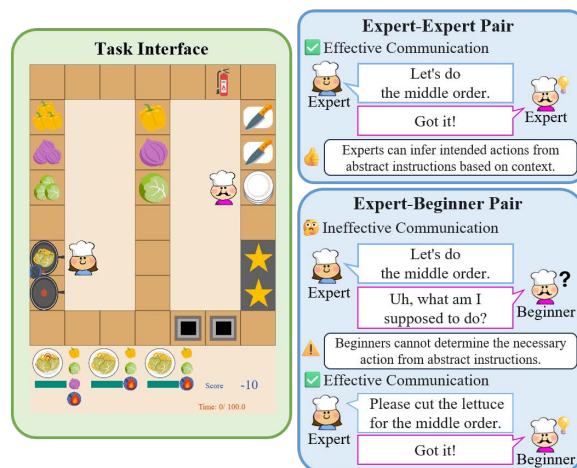 Task Interface
Score
-10
Time: 0/ 100.0
Expert-Expert Pair
Effective Communication
Let's do
the middle order.
Expert
Got it!
Expert
Experts can infer intended actions from
abstract instructions based on context.
Expert-Beginner Pair
Ineffective Communication
Let's do
the middle order.
Expert
?
Uh, what am I
supposed to do?
Beginner
Beginners cannot determine the necessary
action from abstract instructions.
Effective Communication
Please cut the lettuce
for the middle order.
Expert
Got it!
Beginner